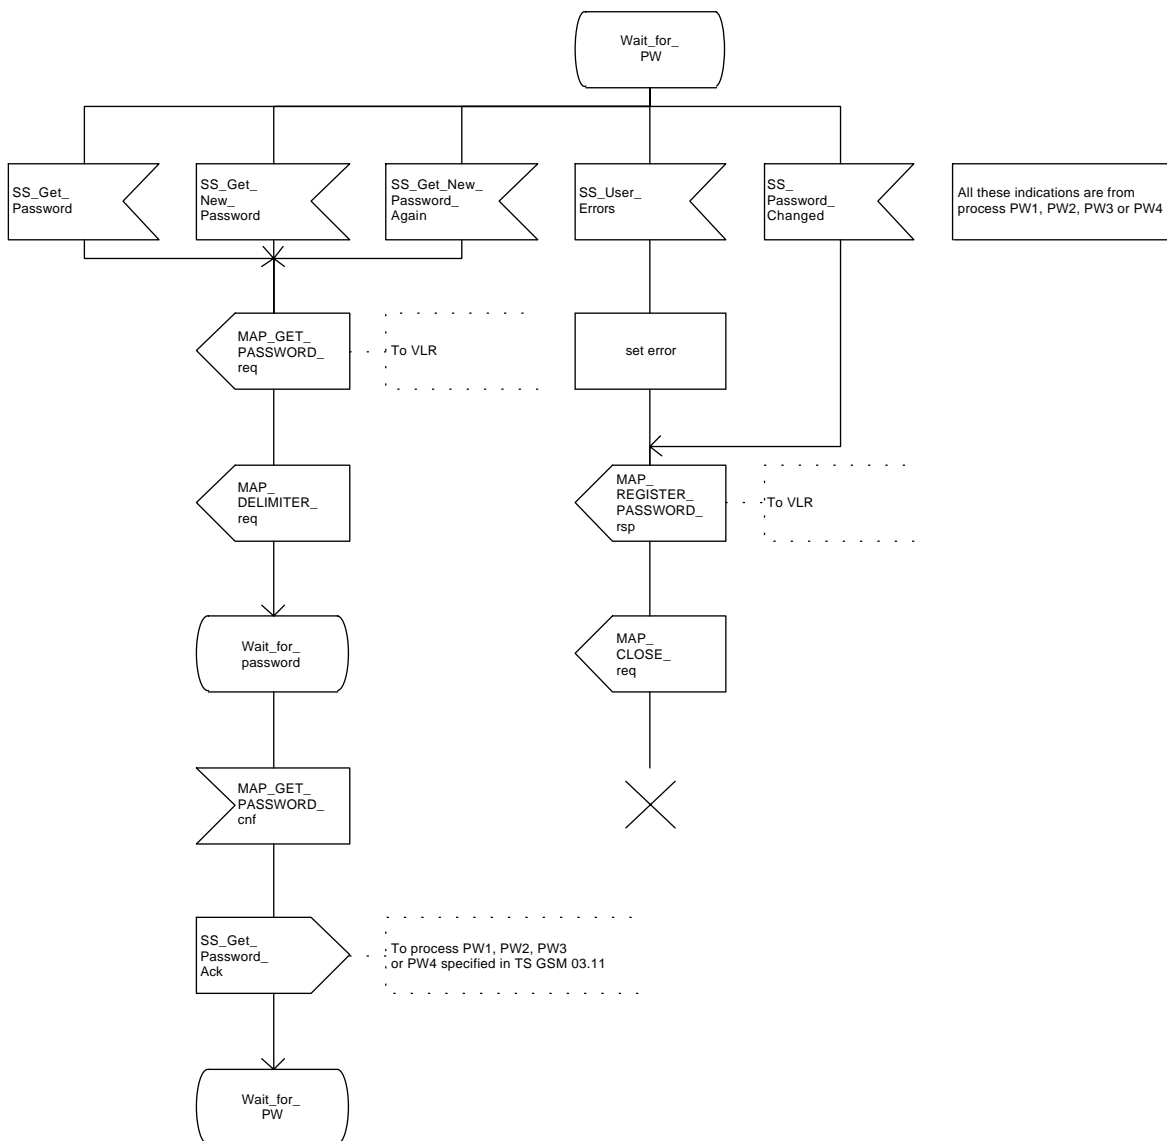 Wait_for_
PW
SS_Get_
Password
SS_Get_
New_
Password
SS_Get_New_
Password_
Again
SS_User_
Errors
SS_
Password_
Changed
All these indications are from
process PW1, PW2, PW3 or PW4
MAP_GET_
PASSWORD_
req
To VLR
set error
MAP_
DELIMITER_
req
MAP_
REGISTER_
PASSWORD_
rsp
To VLR
Wait_for_
password
MAP_
CLOSE_
req
MAP_GET_
PASSWORD_
cnf
SS_Get_
Password_
Ack
To process PW1, PW2, PW3
or PW4 specified in TS GSM 03.11
Wait_for_
PW